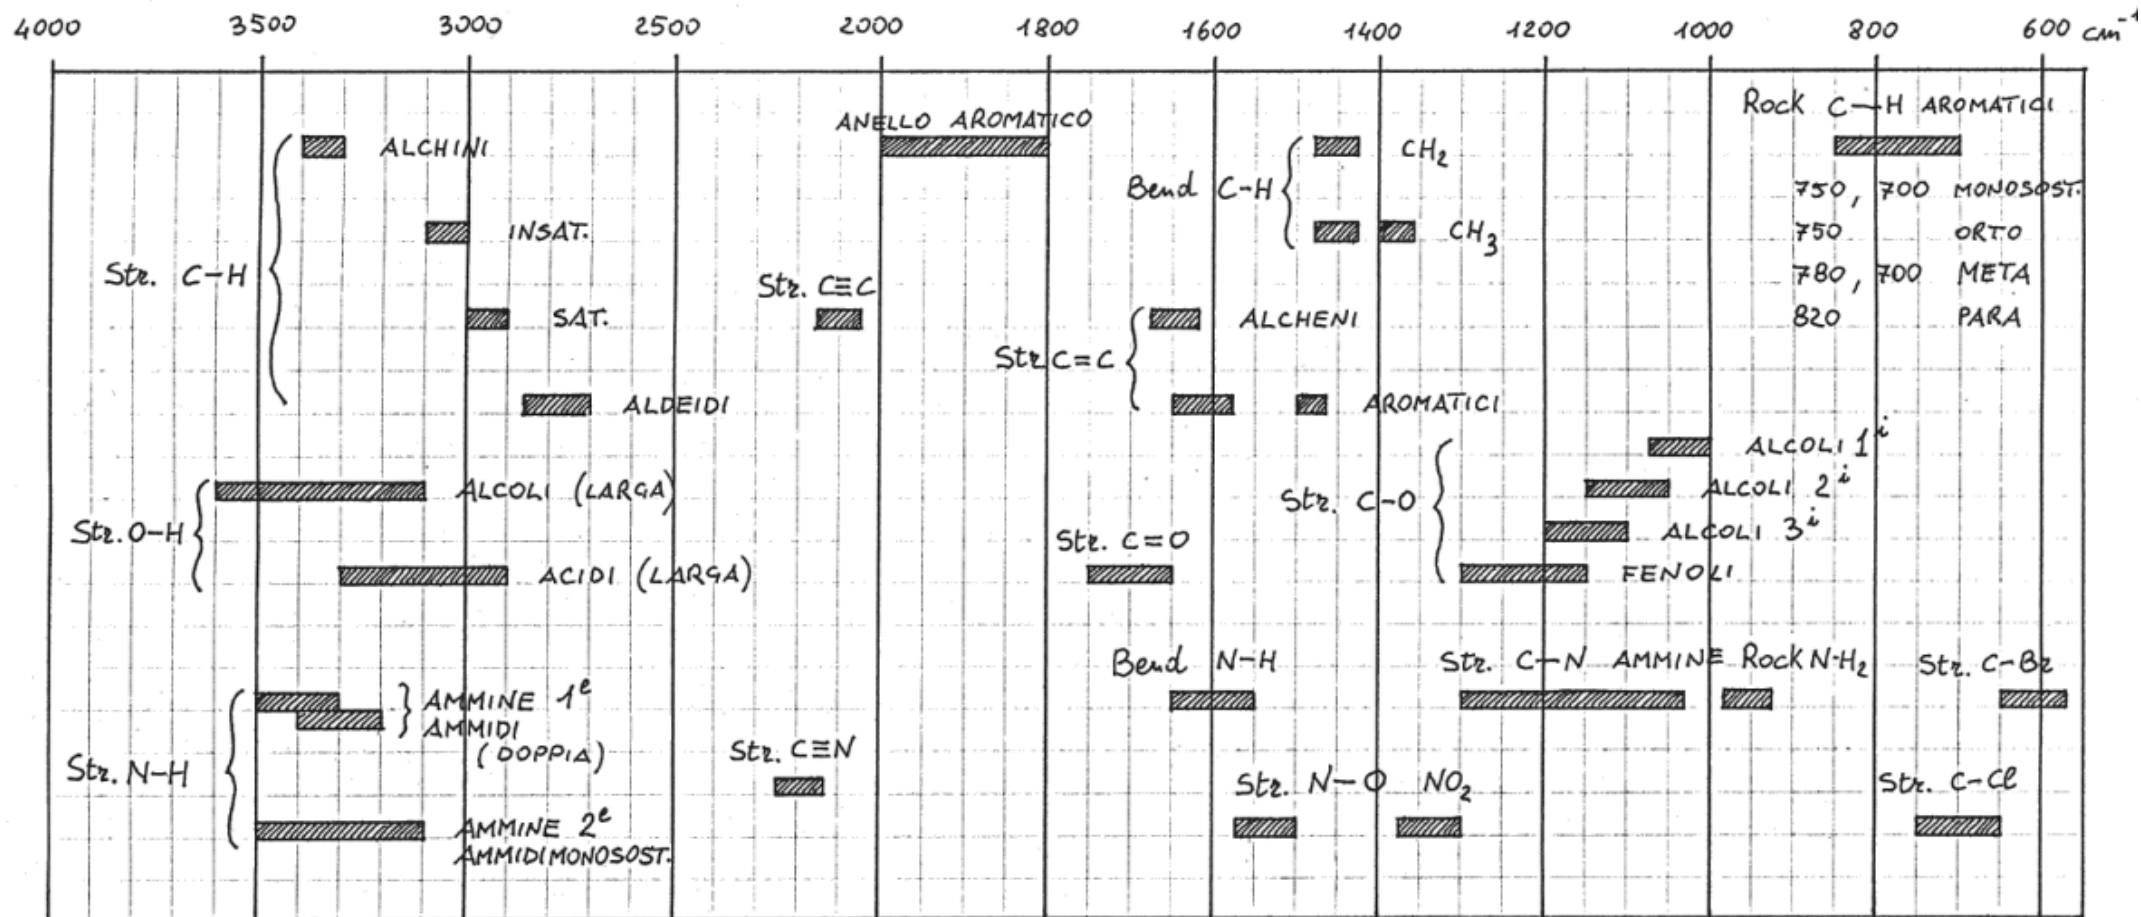 4000 3500 3000 2500 2000 1800 1600 1400 1200 1000 800 600 cm⁻¹
Rock C–H AROMATICI
ANELLO AROMATICO
ALCHINI
CH₂
Bend C–H
750, 700 MONOSOST.
INSAT.
CH₃
750 ORTO
Str. C–H
780, 700 META
Str. C≡C
SAT.
ALCHENI
820 PARA
Str C=C
ALDEIDI
AROMATICI
ALCOLI 1ⁱ
ALCOLI (LARGA)
Str. C–O
ALCOLI 2ⁱ
Str. O–H
ALCOLI 3ⁱ
Str. C=O
ACIDI (LARGA)
FENOLI
Bend N–H
Str. C–N AMMINE
Rock N-H₂
Str. C–Br
AMMINE 1ᵉ
AMMIDI
(DOPPIA)
Str. N–H
Str. C≡N
Str. N–O NO₂
Str. C–Cl
AMMINE 2ᵉ
AMMIDI MONOSOST.